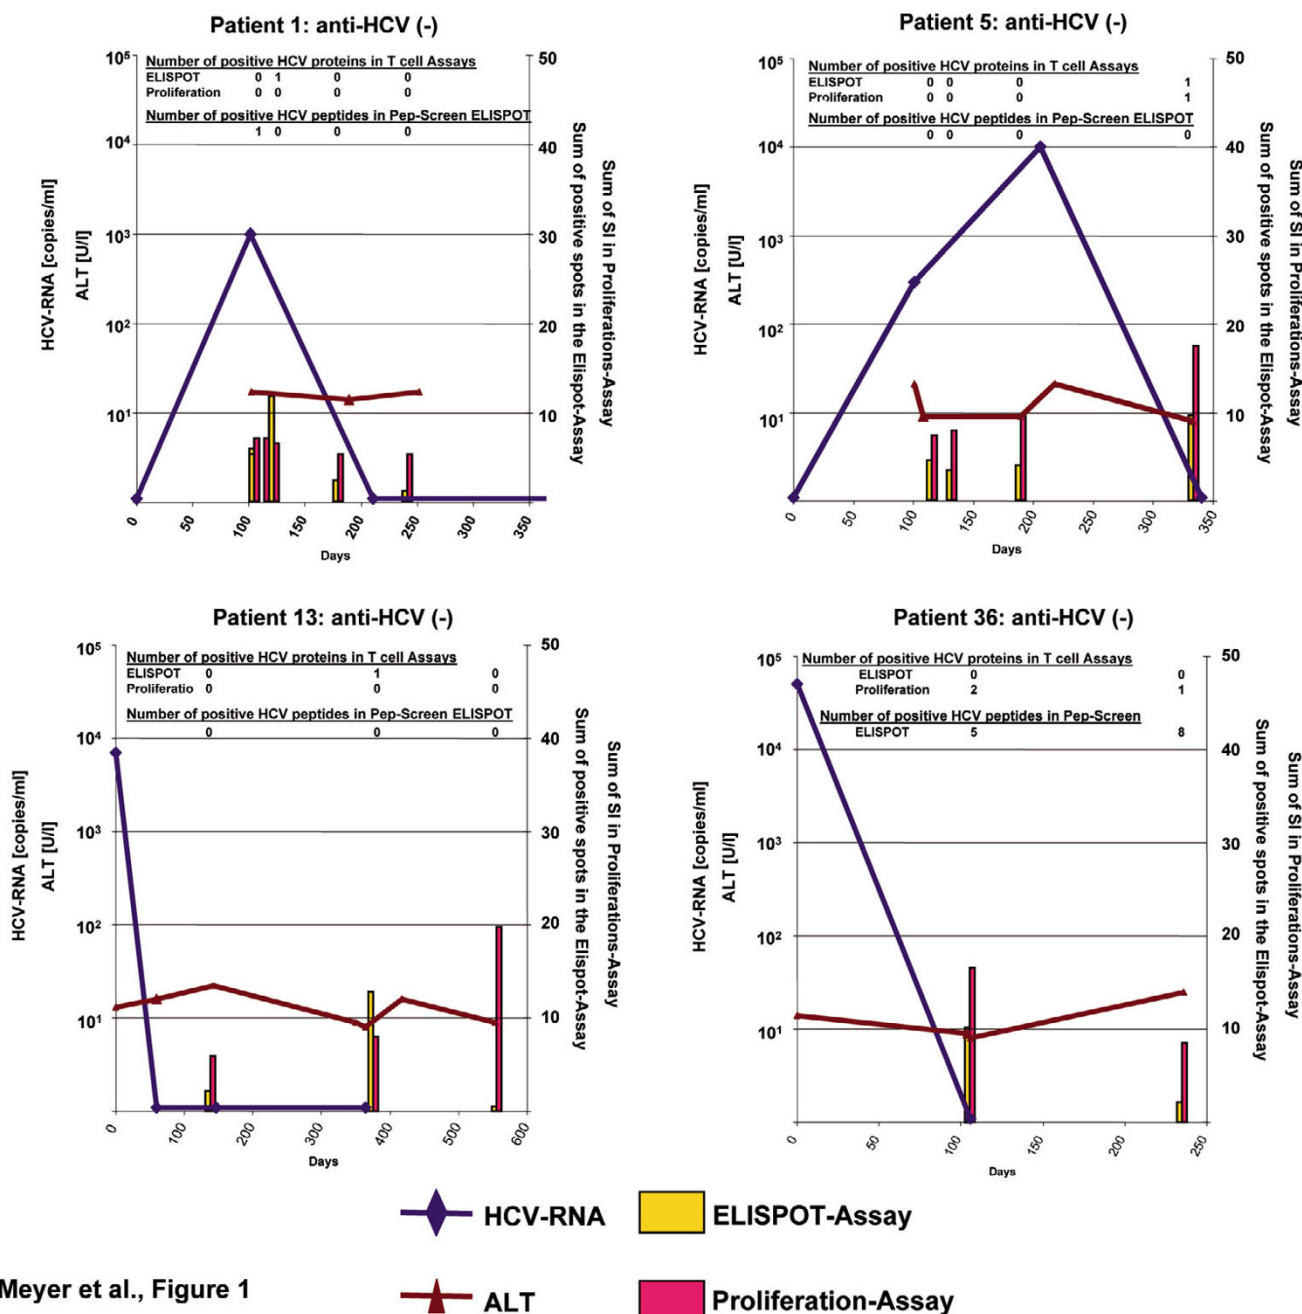 Patient 1: anti-HCV (-)
Number of positive HCV proteins in T cell Assays
ELISPOT 0 1 0 0
Proliferation 0 0 0 0
Number of positive HCV peptides in Pep-Screen ELISPOT
1 0 0 0
10⁵
10⁴
10³
10²
10¹
50
40
30
20
10
HCV-RNA [copies/ml]
ALT [U/l]
Sum of positive spots in the Elispot-Assay
Sum of SI in Proliferations-Assay
0 50 100 150 200 250 300 350
Days
Patient 5: anti-HCV (-)
Number of positive HCV proteins in T cell Assays
ELISPOT 0 0 0 1
Proliferation 0 0 0 1
Number of positive HCV peptides in Pep-Screen ELISPOT
0 0 0 0
10⁵
10⁴
10³
10²
10¹
50
40
30
20
10
HCV-RNA [copies/ml]
ALT [U/l]
Sum of positive spots in the Elispot-Assay
Sum of SI in Proliferations-Assay
0 50 100 150 200 250 300 350
Days
Patient 13: anti-HCV (-)
Number of positive HCV proteins in T cell Assays
ELISPOT 0 1 0
Proliferatio 0 0 0
Number of positive HCV peptides in Pep-Screen ELISPOT
0 0 0
10⁵
10⁴
10³
10²
10¹
50
40
30
20
10
HCV-RNA [copies/ml]
ALT [U/l]
Sum of positive spots in the Elispot-Assay
Sum of SI in Proliferations-Assay
0 100 200 300 400 500 600
Days
Patient 36: anti-HCV (-)
Number of positive HCV proteins in T cell Assays
ELISPOT 0 0
Proliferation 2 1
Number of positive HCV peptides in Pep-Screen
ELISPOT 5 8
10⁵
10⁴
10³
10²
10¹
50
40
30
20
10
HCV-RNA [copies/ml]
ALT [U/l]
Sum of positive spots in the Elispot-Assay
Sum of SI in Proliferations-Assay
0 50 100 150 200 250
Days
HCV-RNA
ELISPOT-Assay
Meyer et al., Figure 1
ALT
Proliferation-Assay